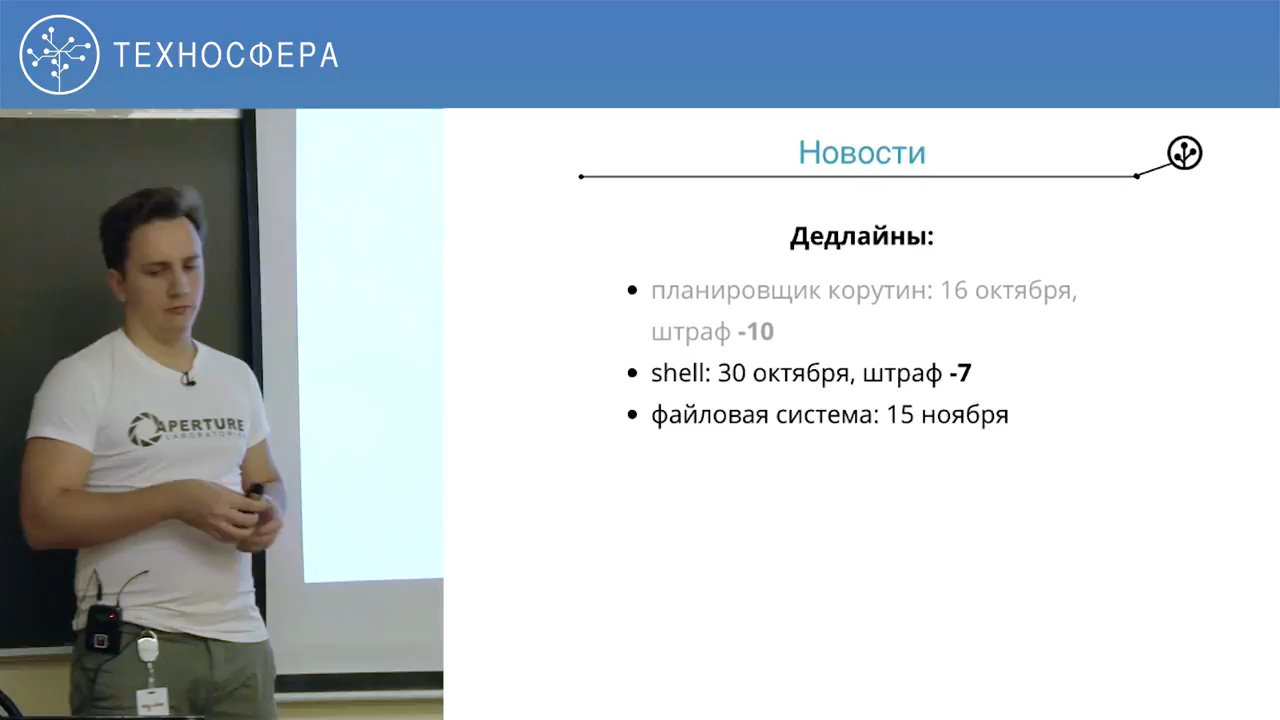 ТЕХНОСФЕРА
Новости
Дедлайны:
планировщик корутин: 16 октября,
штраф -10
shell: 30 октября, штраф -7
файловая система: 15 ноября
APERTURE
LABORATORIES